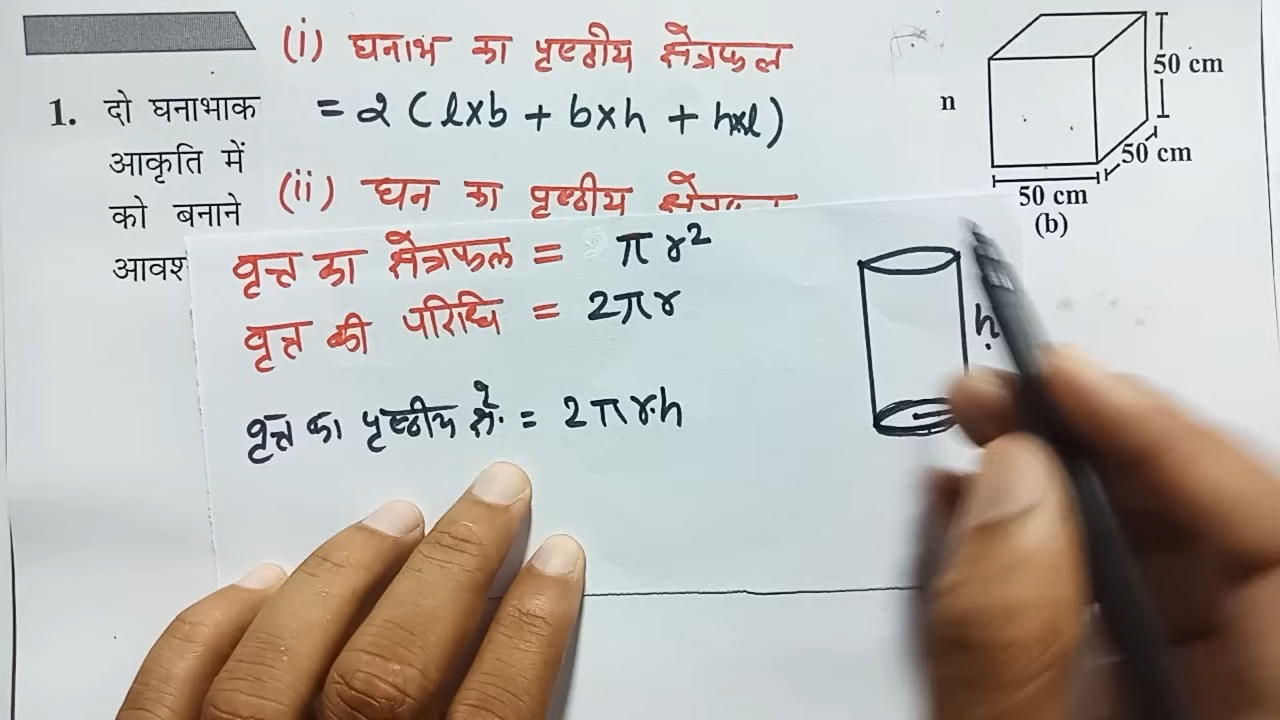 (i) घनाभ का पृष्ठीय क्षेत्रफल
1. दो घनाभाक
= 2 (l×b + b×h + h×l)
आकृति में
(ii) घन का पृष्ठीय क्षेत्रफल
को बनाने
आवश
वृत्त का क्षेत्रफल = πr²
वृत्त की परिधि = 2πr
वृत्त का पृष्ठीय क्षे. = 2πr.h
h
n
50 cm
50 cm
50 cm
(b)